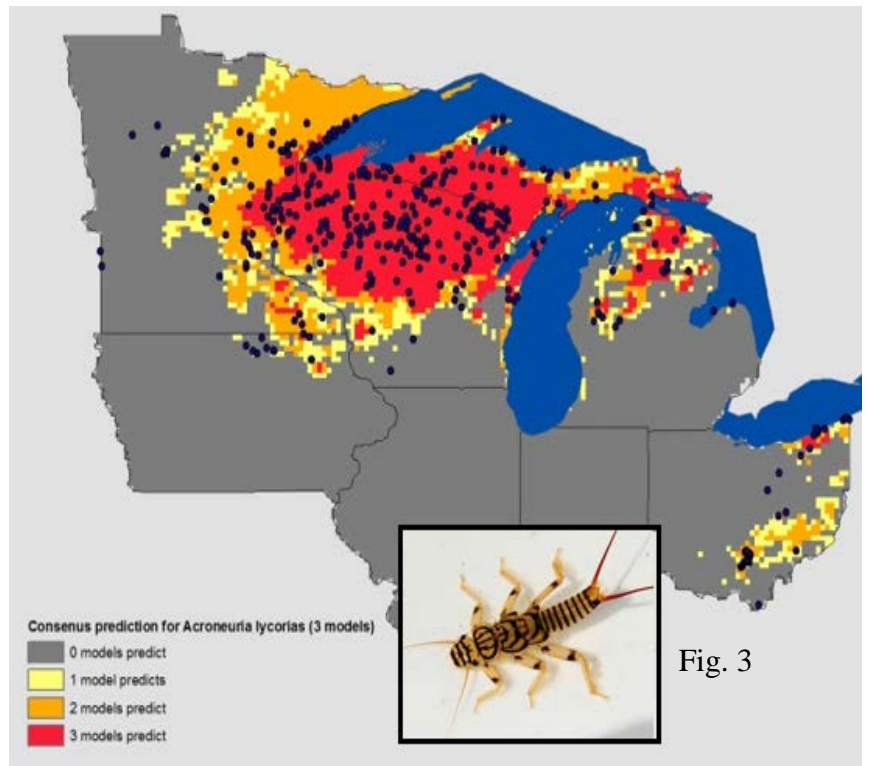 Fig. 3
Consenus prediction for Acroneuria lycorias (3 models)
0 models predict
1 model predicts
2 models predict
3 models predict